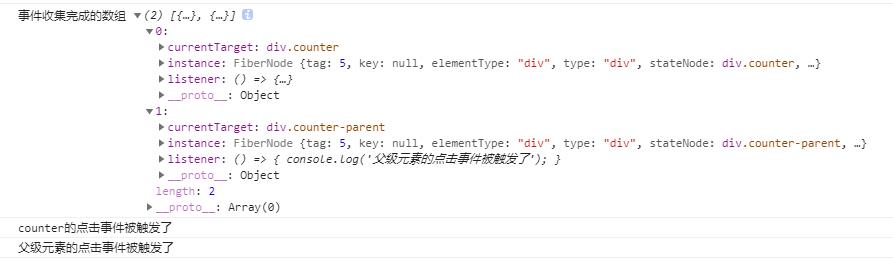 事件收集完成的数组 ▼(2) [{…}, {…}] i
▼0:
▶currentTarget: div.counter
▶instance: FiberNode {tag: 5, key: null, elementType: "div", type: "div", stateNode: div.counter, …}
▶listener: () => {…}
▶__proto__: Object
▼1:
▶currentTarget: div.counter-parent
▶instance: FiberNode {tag: 5, key: null, elementType: "div", type: "div", stateNode: div.counter-parent, …}
▶listener: () => { console.log('父级元素的点击事件被触发了'); }
▶__proto__: Object
length: 2
▶__proto__: Array(0)
counter的点击事件被触发了
父级元素的点击事件被触发了